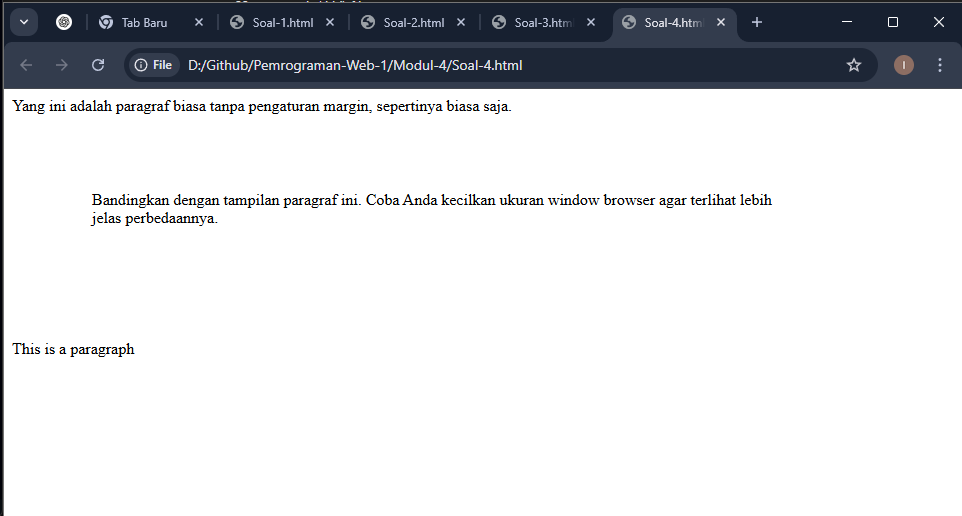 Tab Baru
Soal-1.html
Soal-2.html
Soal-3.htm
Soal-4.htm
File
D:/Github/Pemrograman-Web-1/Modul-4/Soal-4.html
I
Yang ini adalah paragraf biasa tanpa pengaturan margin, sepertinya biasa saja.
Bandingkan dengan tampilan paragraf ini. Coba Anda kecilkan ukuran window browser agar terlihat lebih
jelas perbedaannya.
This is a paragraph